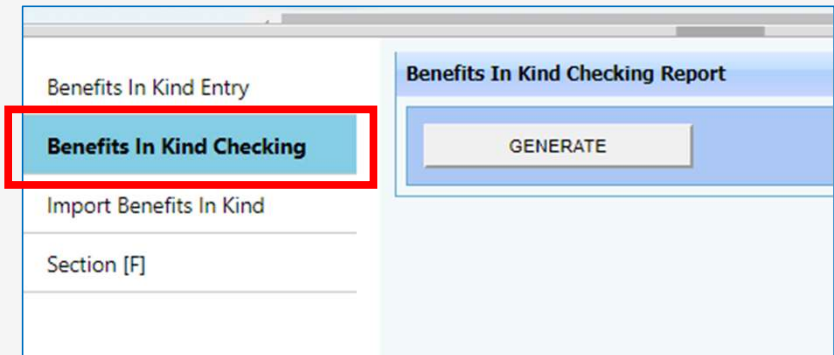 Benefits In Kind Entry
Benefits In Kind Checking
Import Benefits In Kind
Section [F]
Benefits In Kind Checking Report
GENERATE